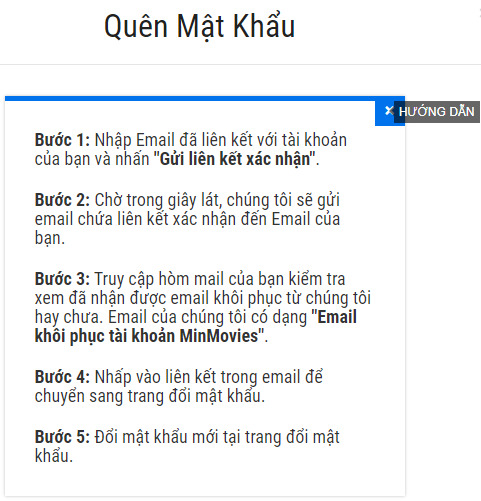 Quên Mật Khẩu
HƯỚNG DẪN
Bước 1: Nhập Email đã liên kết với tài khoản
của bạn và nhấn "Gửi liên kết xác nhận".
Bước 2: Chờ trong giây lát, chúng tôi sẽ gửi
email chứa liên kết xác nhận đến Email của
bạn.
Bước 3: Truy cập hòm mail của bạn kiểm tra
xem đã nhận được email khôi phục từ chúng tôi
hay chưa. Email của chúng tôi có dạng "Email
khôi phục tài khoản MinMovies".
Bước 4: Nhấp vào liên kết trong email để
chuyển sang trang đổi mật khẩu.
Bước 5: Đổi mật khẩu mới tại trang đổi mật
khẩu.